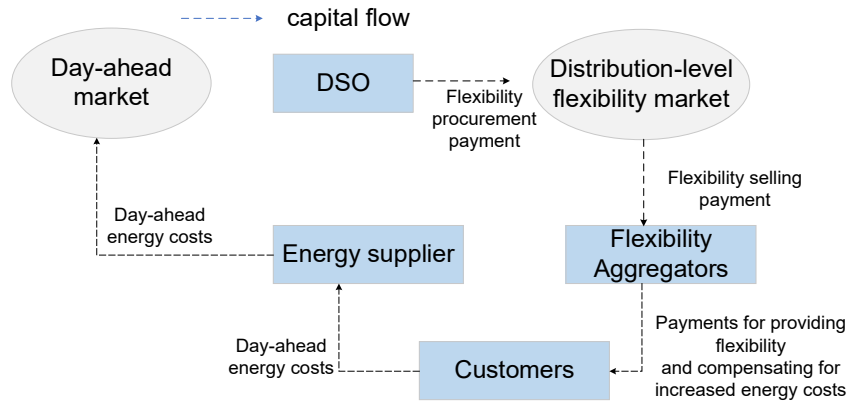 capital flow
Day-ahead
market
DSO
Flexibility
procurement
payment
Distribution-level
flexibility market
Flexibility selling
payment
Day-ahead
energy costs
Energy supplier
Flexibility
Aggregators
Day-ahead
energy costs
Customers
Payments for providing
flexibility
and compensating for
increased energy costs